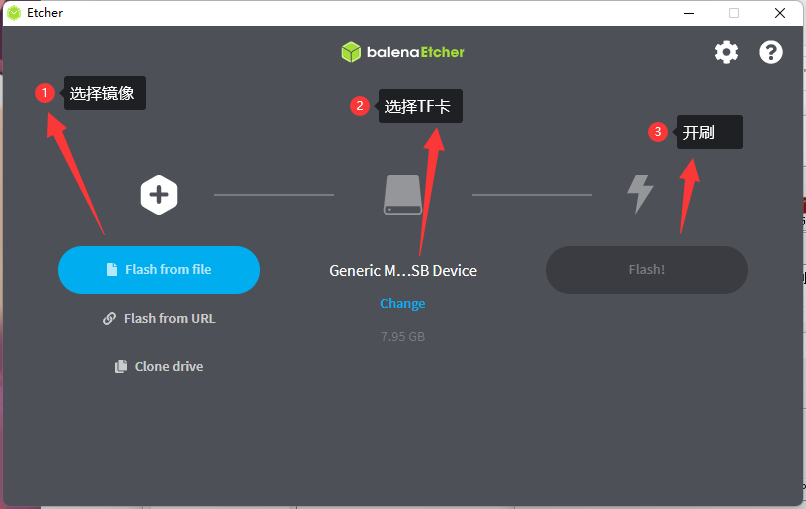 Etcher
balenaEtcher
1 选择镜像
2 选择TF卡
3 开刷
Flash from file
Generic M...SB Device
Flash!
Change
Flash from URL
7.95 GB
Clone drive